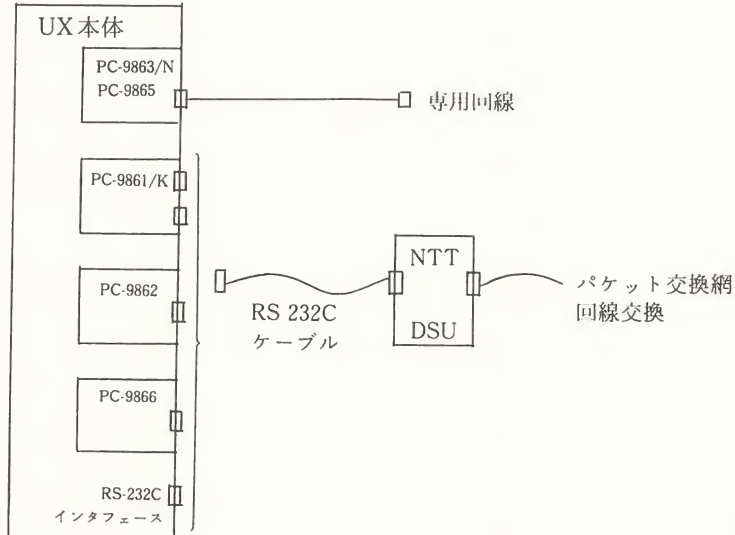 UX本体
PC-9863/N
PC-9865
専用回線
PC-9861/K
PC-9862
PC-9866
RS-232C
インタフェース
RS 232C
ケーブル
NTT
DSU
パケット交換網
回線交換